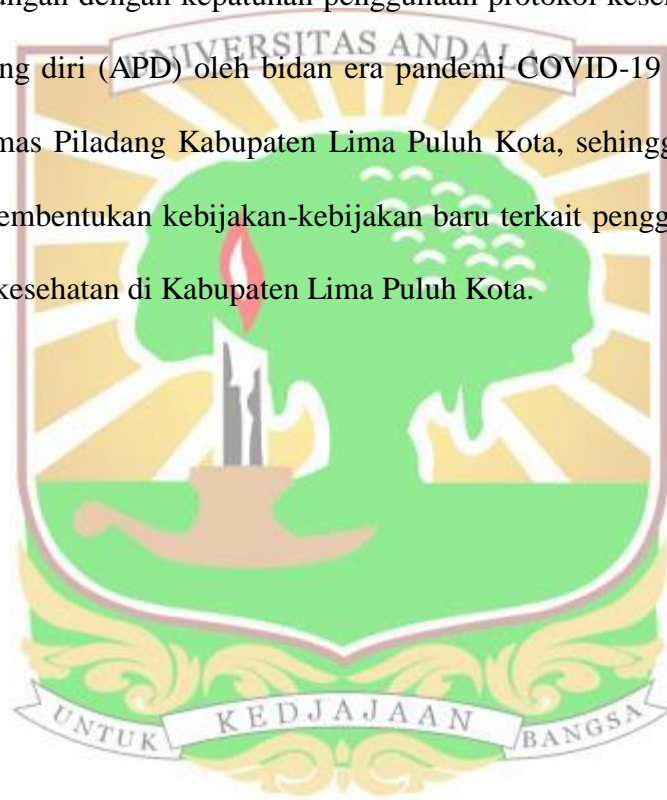 ungan dengan kepatuhan penggunaan protokol kese
UNIVERSITAS ANDALAS
ng diri (APD) oleh bidan era pandemi COVID-19
mas Piladang Kabupaten Lima Puluh Kota, sehingg
embentukan kebijakan-kebijakan baru terkait pengg
kesehatan di Kabupaten Lima Puluh Kota.
UNTUK KEDJAJAAN BANGSA